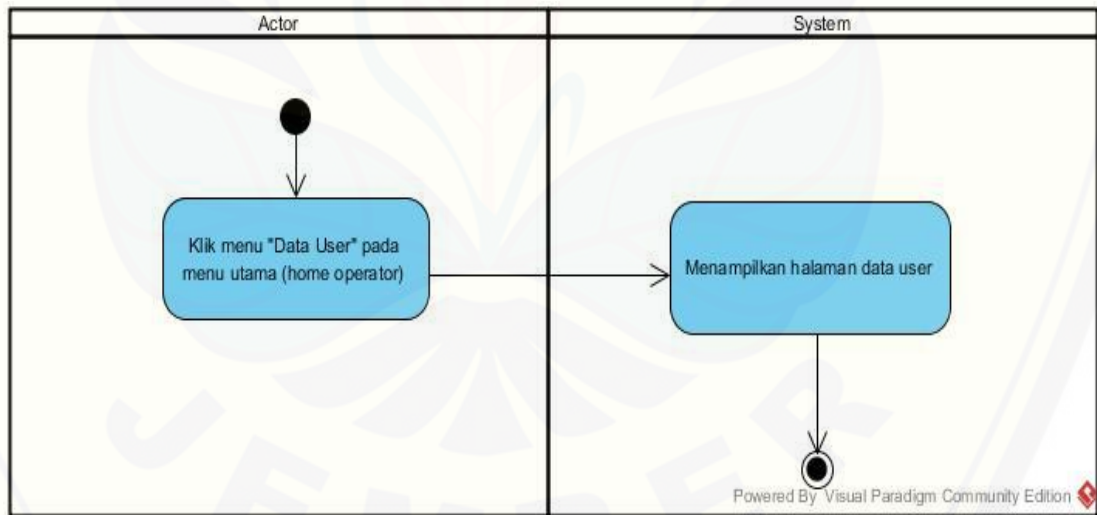 Actor
System
Klik menu "Data User" pada
menu utama (home operator)
Menampilkan halaman data user
JEMBER
Powered By Visual Paradigm Community Edition